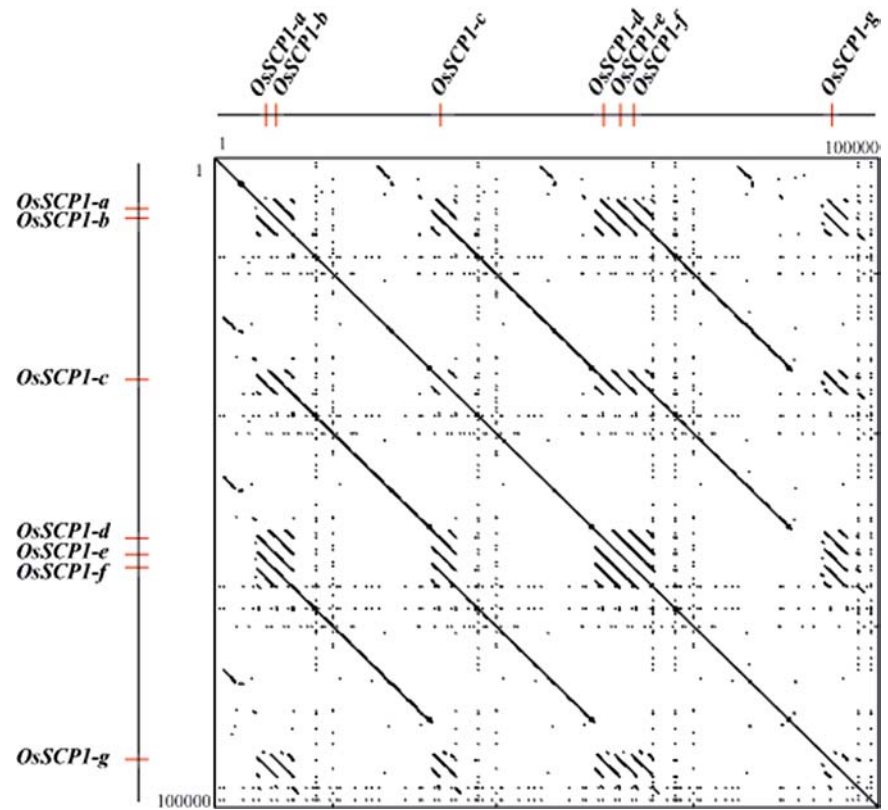 OsSCP1-a
OsSCP1-b
OsSCP1-c
OsSCP1-d
OsSCP1-e
OsSCP1-f
OsSCP1-g
1
100000
1
OsSCP1-a
OsSCP1-b
OsSCP1-c
OsSCP1-d
OsSCP1-e
OsSCP1-f
OsSCP1-g
100000